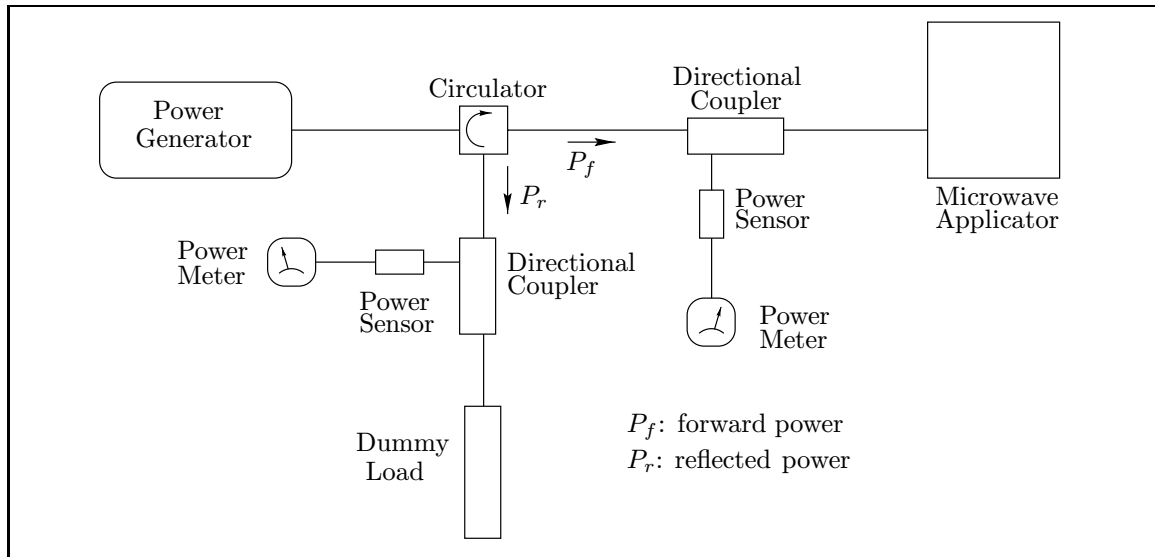 Power
Generator
Circulator
Directional
Coupler
P_f
P_r
Microwave
Applicator
Power
Sensor
Power
Meter
Directional
Coupler
Power
Sensor
Power
Meter
Dummy
Load
P_f: forward power
P_r: reflected power